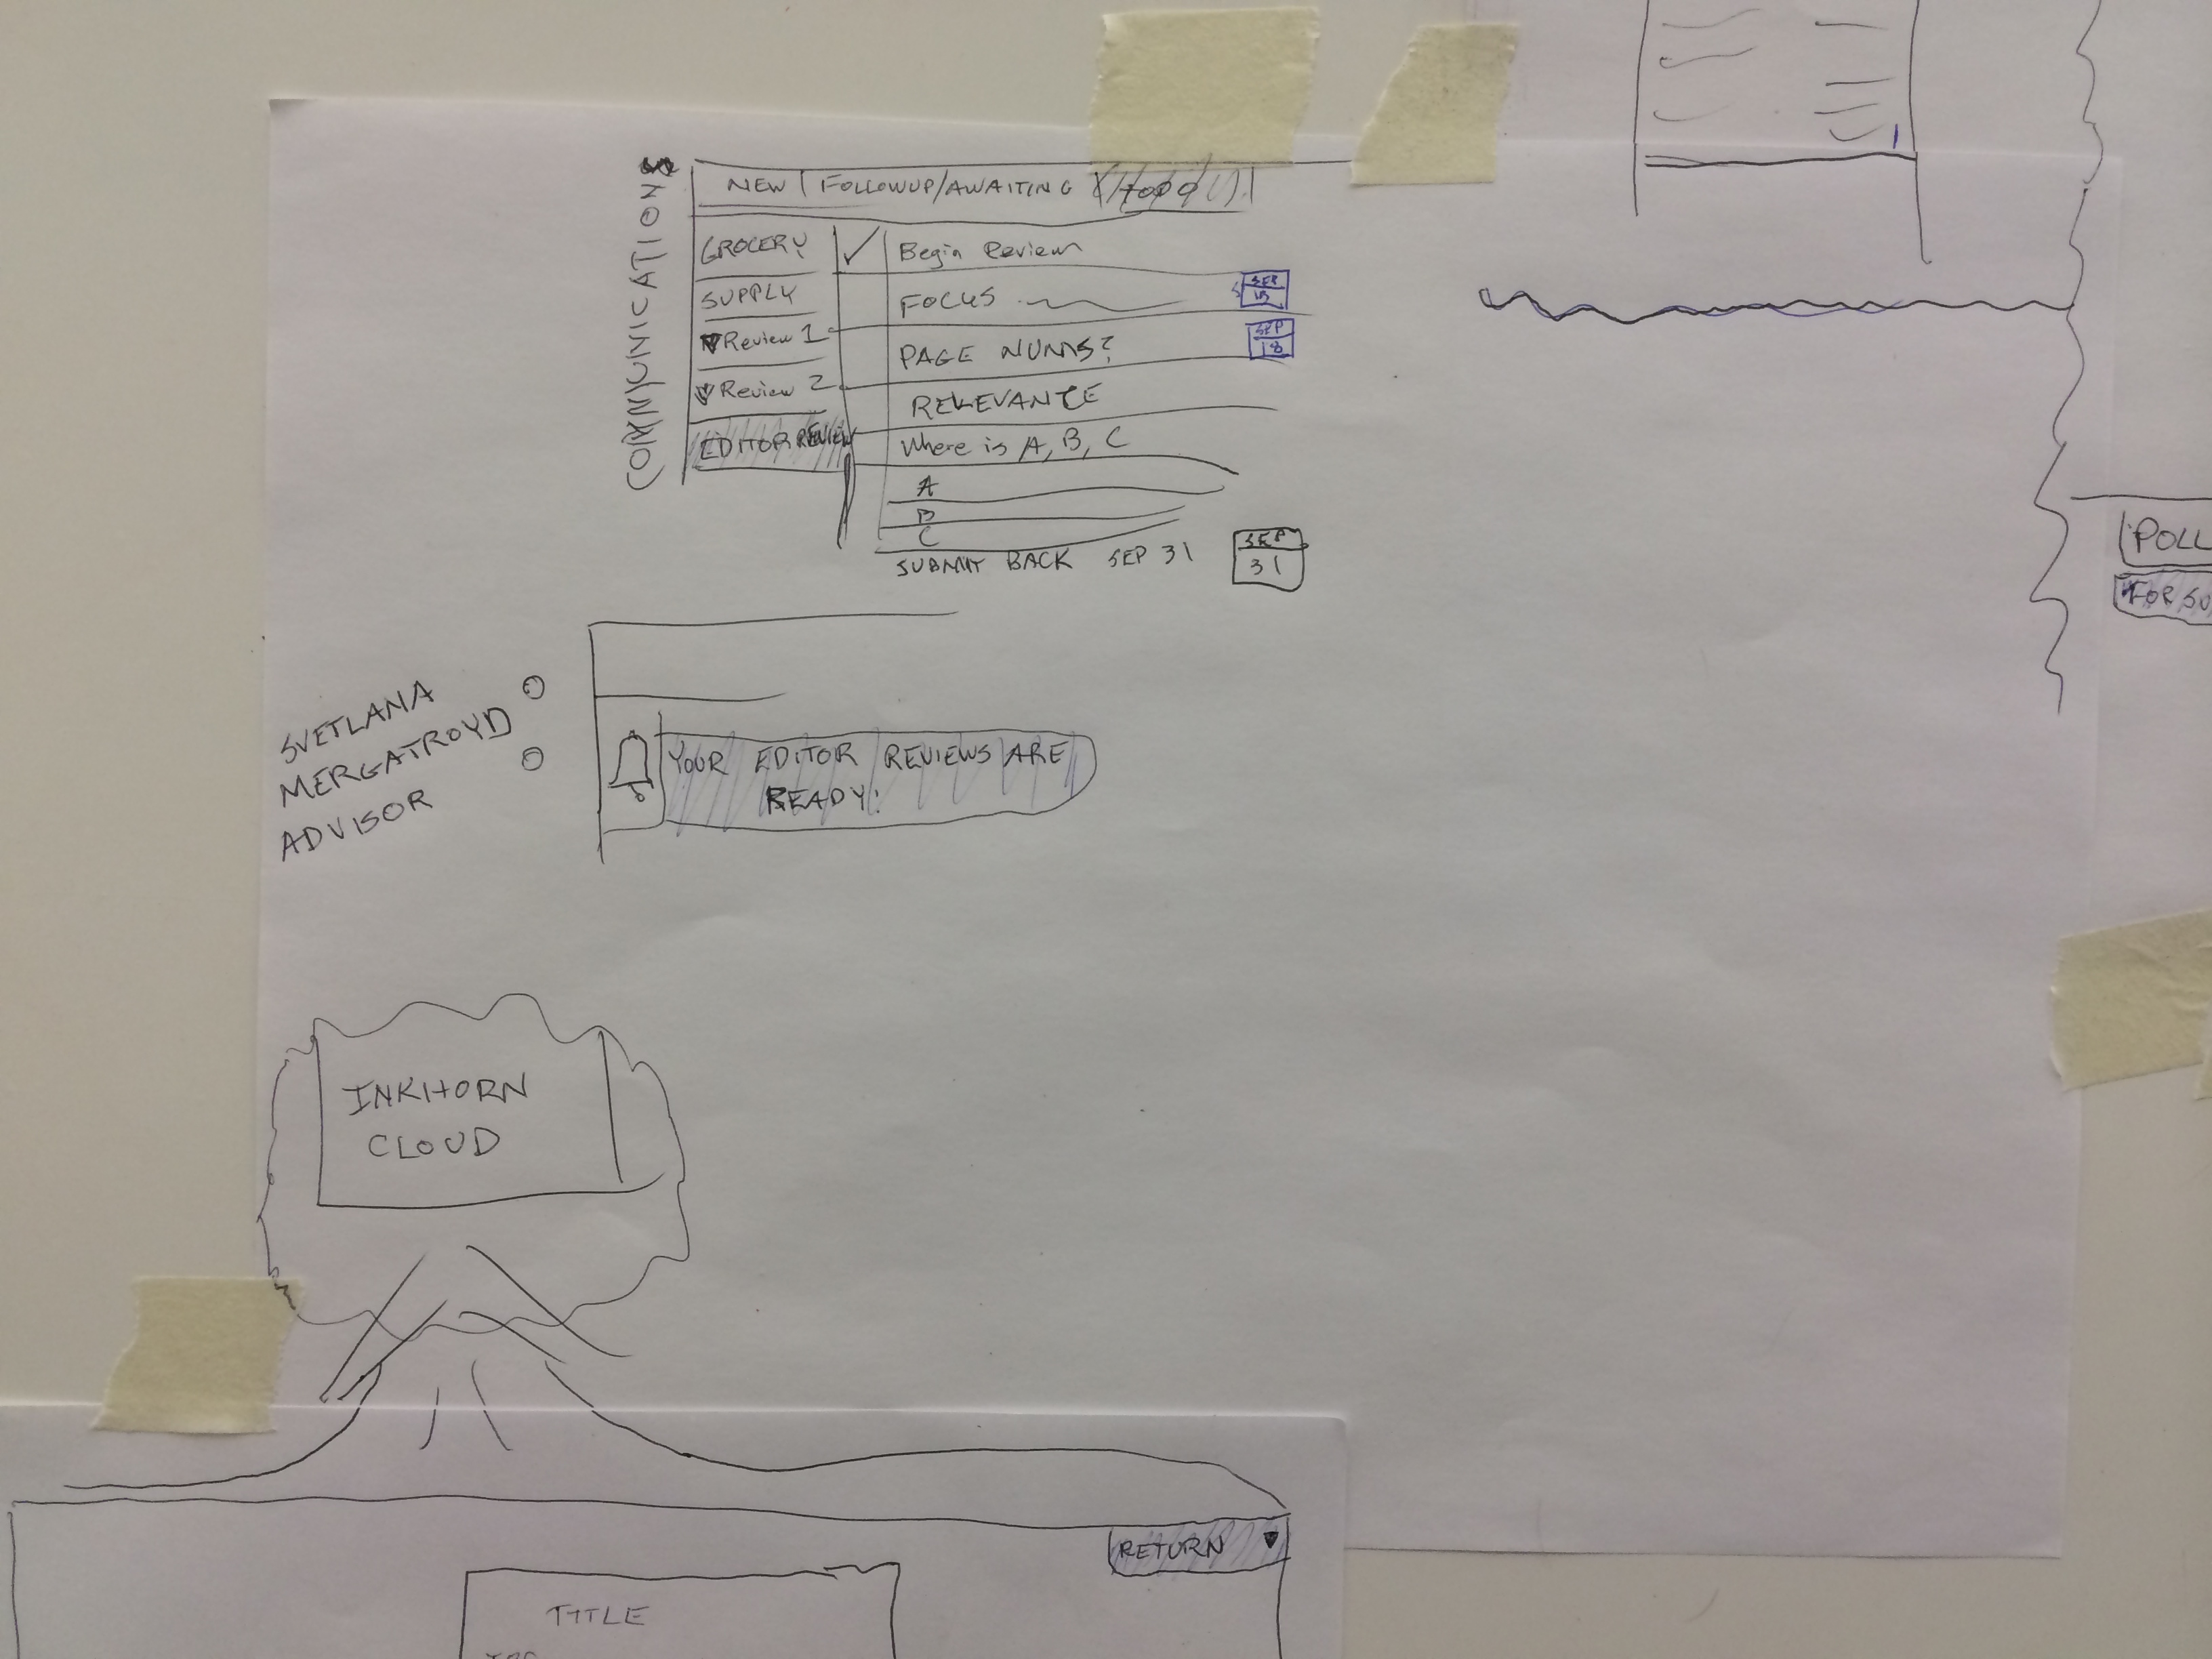 COMMUNICATIONS
NEW | FOLLOWUP/AWAITING todo
GROCERY
SUPPLY
Review 1
Review 2
EDITOR REVIEW
Begin Review
FOCUS
SEP
PAGE NUMS?
SEP
18
RELEVANCE
Where is A, B, C
A
B
C
SUBMIT BACK SEP 31
SEP
31
SVETLANA
MERGATROYD
ADVISOR
YOUR EDITOR REVIEWS ARE
READY!
INKHORN
CLOUD
RETURN
TITLE
POLL
FOR SU